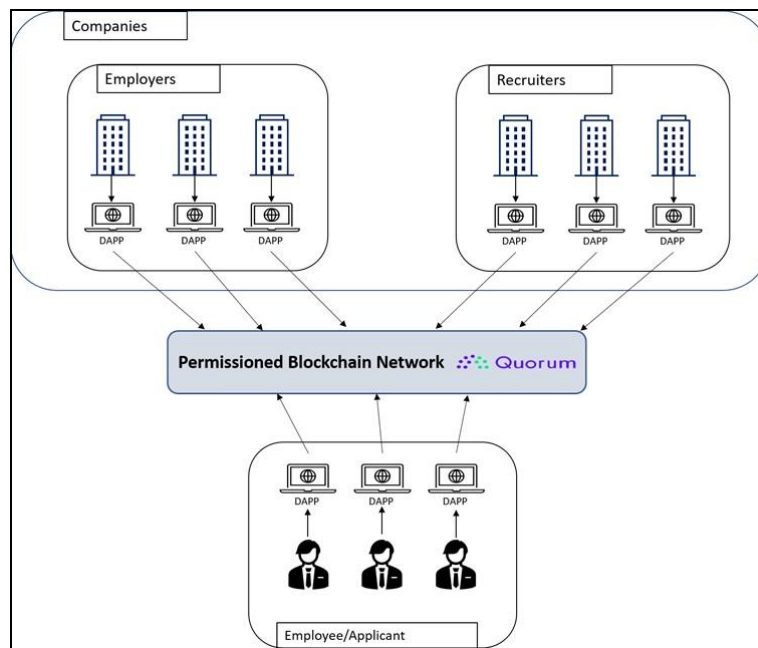 Companies
Employers
Recruiters
DAPP
DAPP
DAPP
DAPP
DAPP
DAPP
Permissioned Blockchain Network Quorum
DAPP
DAPP
DAPP
Employee/Applicant